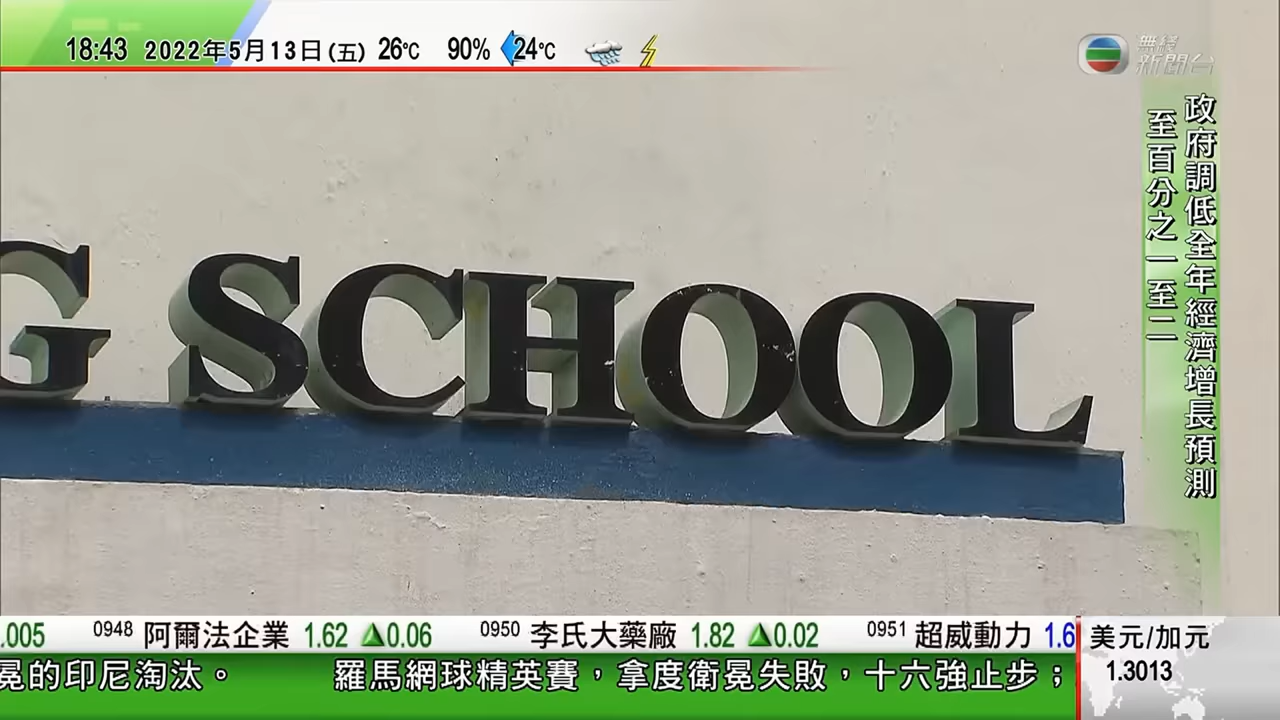 18:43 2022年5月13日(五) 26℃ 90% 24℃
無綫
新聞台
政府調低全年經濟增長預測
至百分之一至二
G SCHOOL
.005 0948 阿爾法企業 1.62 ▲0.06 0950 李氏大藥廠 1.82 ▲0.02 0951 超威動力 1.6
美元/加元
1.3013
冕的印尼淘汰。 羅馬網球精英賽，拿度衛冕失敗，十六強止步；